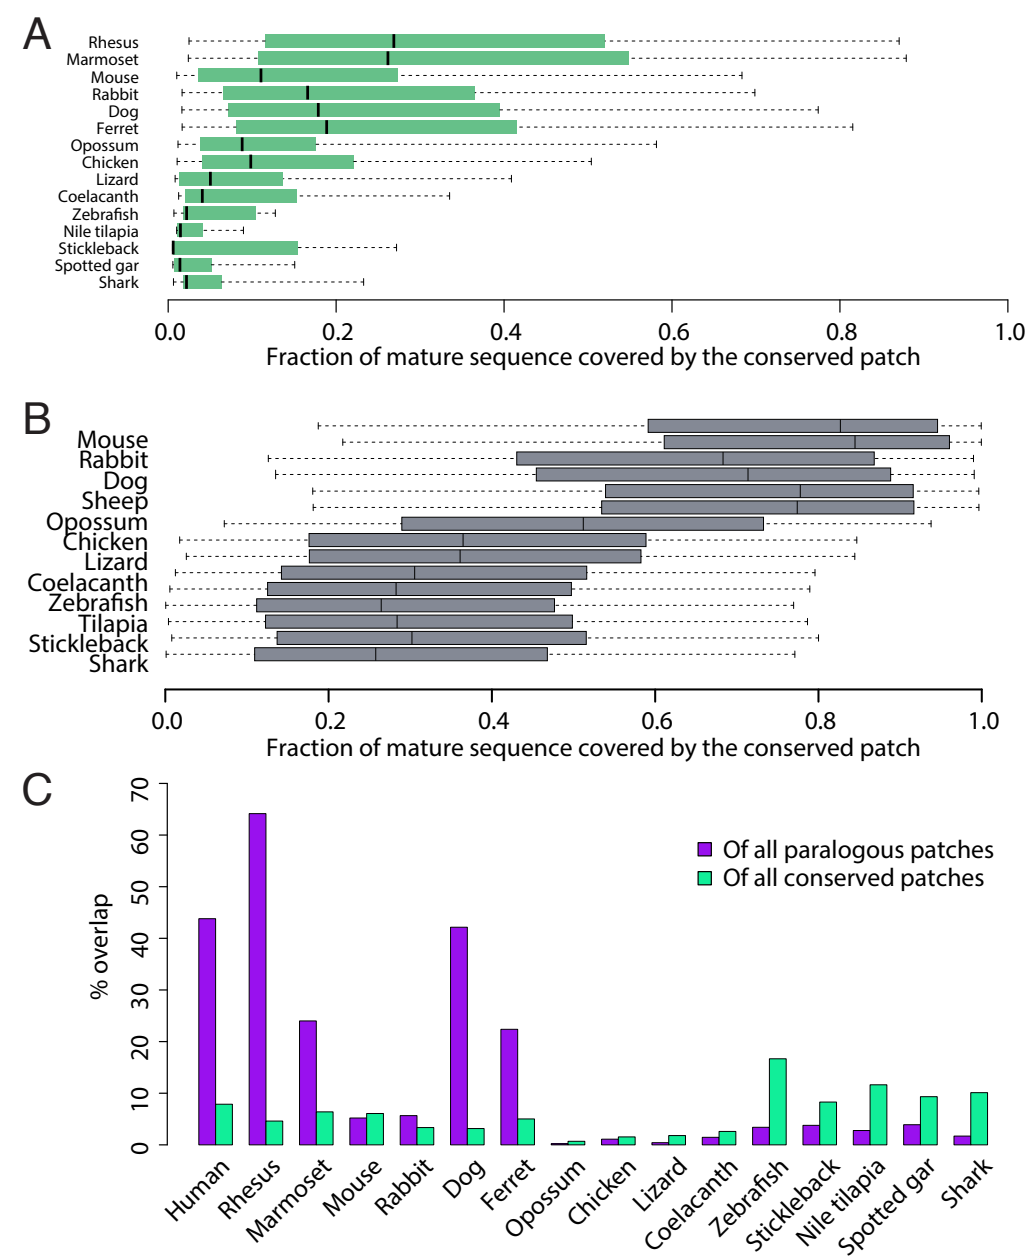 A
Rhesus
Marmoset
Mouse
Rabbit
Dog
Ferret
Opossum
Chicken
Lizard
Coelacanth
Zebrafish
Nile tilapia
Stickleback
Spotted gar
Shark
0.0 0.2 0.4 0.6 0.8 1.0
Fraction of mature sequence covered by the conserved patch
B
Mouse
Rabbit
Dog
Sheep
Opossum
Chicken
Lizard
Coelacanth
Zebrafish
Tilapia
Stickleback
Shark
0.0 0.2 0.4 0.6 0.8 1.0
Fraction of mature sequence covered by the conserved patch
C
% overlap
70
60
50
40
30
20
10
0
Of all paralogous patches
Of all conserved patches
Human
Rhesus
Marmoset
Mouse
Rabbit
Dog
Ferret
Opossum
Chicken
Lizard
Coelacanth
Zebrafish
Stickleback
Nile tilapia
Spotted gar
Shark